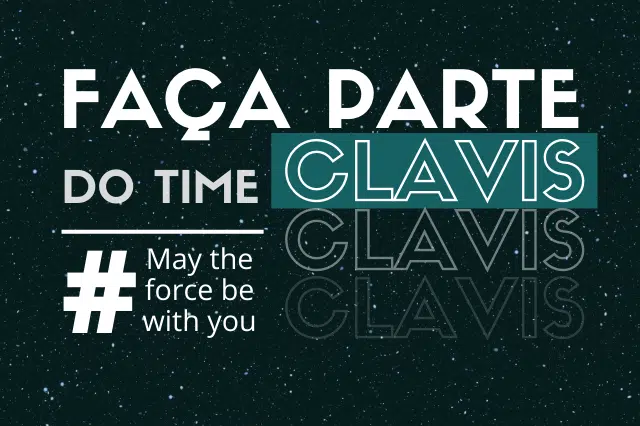 FAÇA PARTE
DO TIME CLAVIS
CLAVIS
CLAVIS
# May the
force be
with you